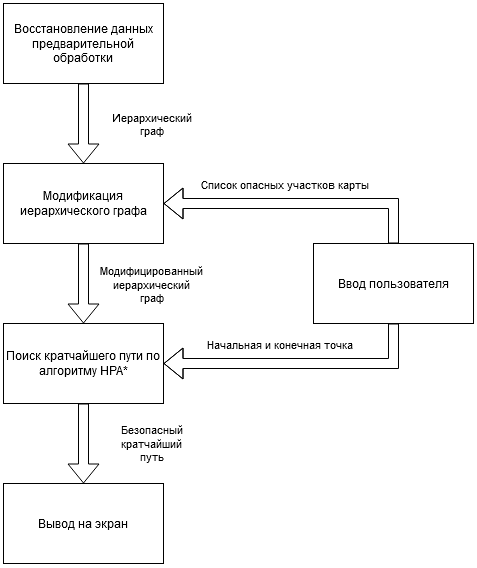 Восстановление данных
предварительной
обработки
Иерархический
граф
Модификация
иерархического графа
Список опасных участков карты
Ввод пользователя
Модифицированный
иерархический
граф
Начальная и конечная точка
Поиск кратчайшего пути по
алгоритму HPA*
Безопасный
кратчайший
путь
Вывод на экран